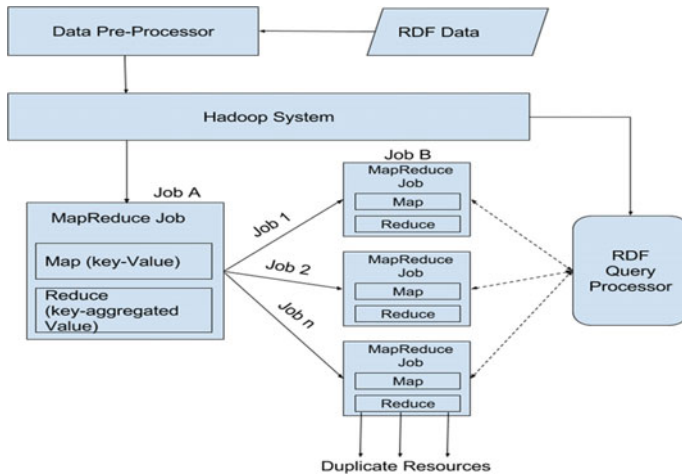 Data Pre-Processor
RDF Data
Hadoop System
Job A
MapReduce Job
Map (key-Value)
Reduce
(key-aggregated
Value)
Job 1
Job 2
Job n
Job B
MapReduce
Job
Map
Reduce
MapReduce
Job
Map
Reduce
MapReduce
Job
Map
Reduce
RDF
Query
Processor
Duplicate Resources